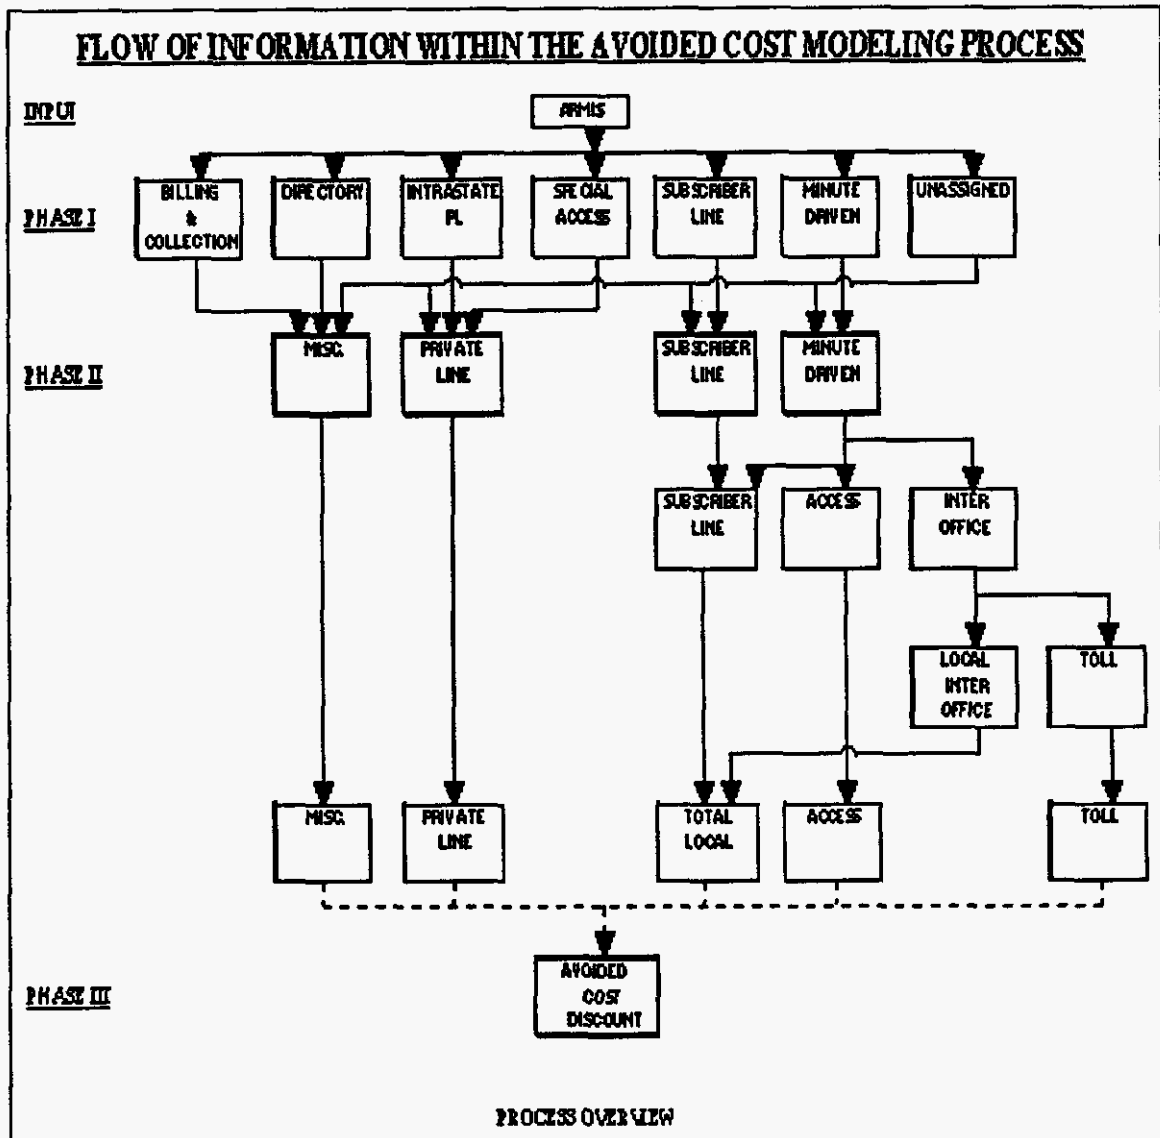 FLOW OF INFORMATION WITHIN THE AVOIDED COST MODELING PROCESS
INPUT
ARMIS
PHASE I
BILLING
&
COLLECTION
DIRECTORY
INTRASTATE
PL
SPECIAL
ACCESS
SUBSCRIBER
LINE
MINUTE
DRIVEN
UNASSIGNED
PHASE II
MISC.
PRIVATE
LINE
SUBSCRIBER
LINE
MINUTE
DRIVEN
SUBSCRIBER
LINE
ACCESS
INTER
OFFICE
LOCAL
INTER
OFFICE
TOLL
MISC.
PRIVATE
LINE
TOTAL
LOCAL
ACCESS
TOLL
PHASE III
AVOIDED
COST
DISCOUNT
PROCESS OVERVIEW